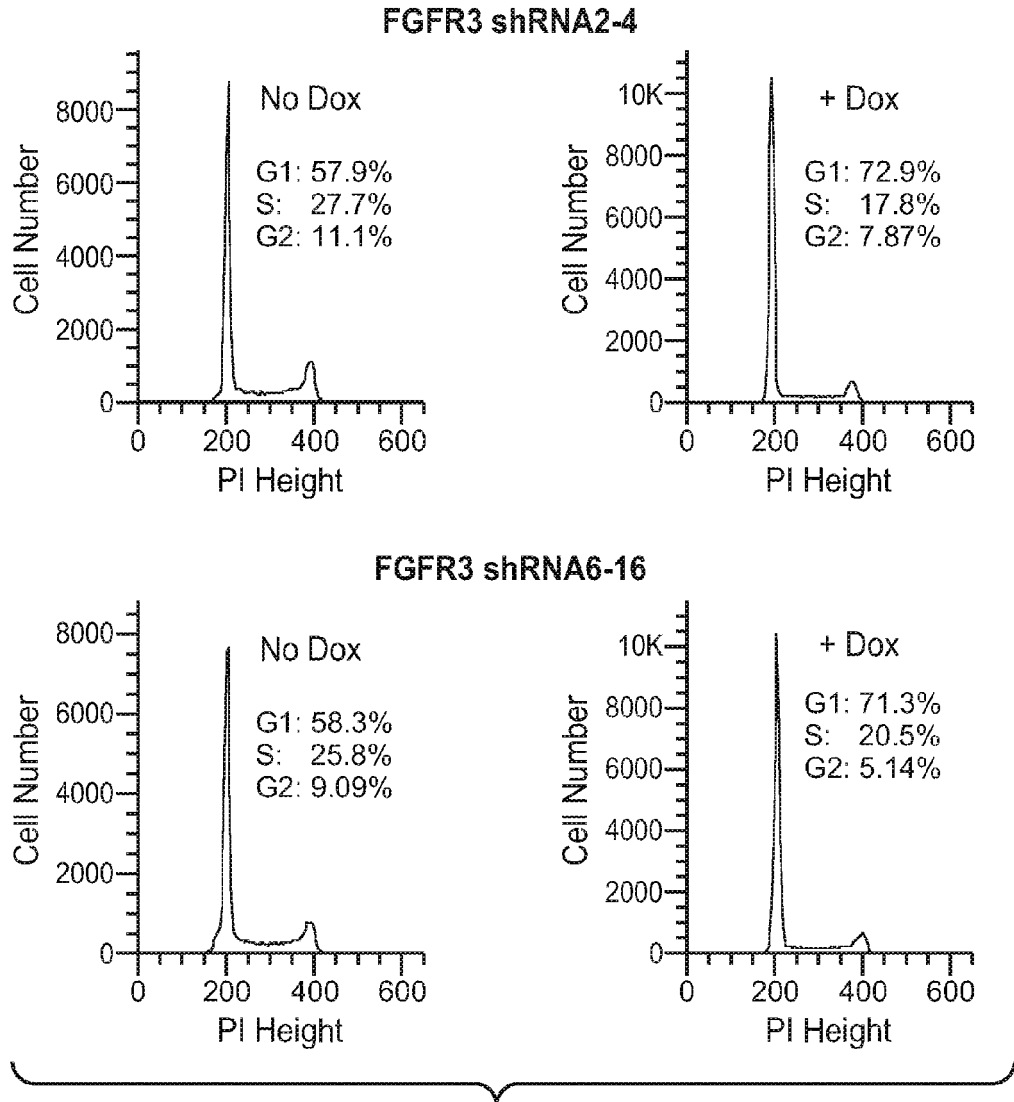 FGFR3 shRNA2-4
No Dox
G1: 57.9%
S: 27.7%
G2: 11.1%
Cell Number
8000
6000
4000
2000
0
0 200 400 600
PI Height
+ Dox
G1: 72.9%
S: 17.8%
G2: 7.87%
Cell Number
10K
8000
6000
4000
2000
0
0 200 400 600
PI Height
FGFR3 shRNA6-16
No Dox
G1: 58.3%
S: 25.8%
G2: 9.09%
Cell Number
8000
6000
4000
2000
0
0 200 400 600
PI Height
+ Dox
G1: 71.3%
S: 20.5%
G2: 5.14%
Cell Number
10K
8000
6000
4000
2000
0
0 200 400 600
PI Height